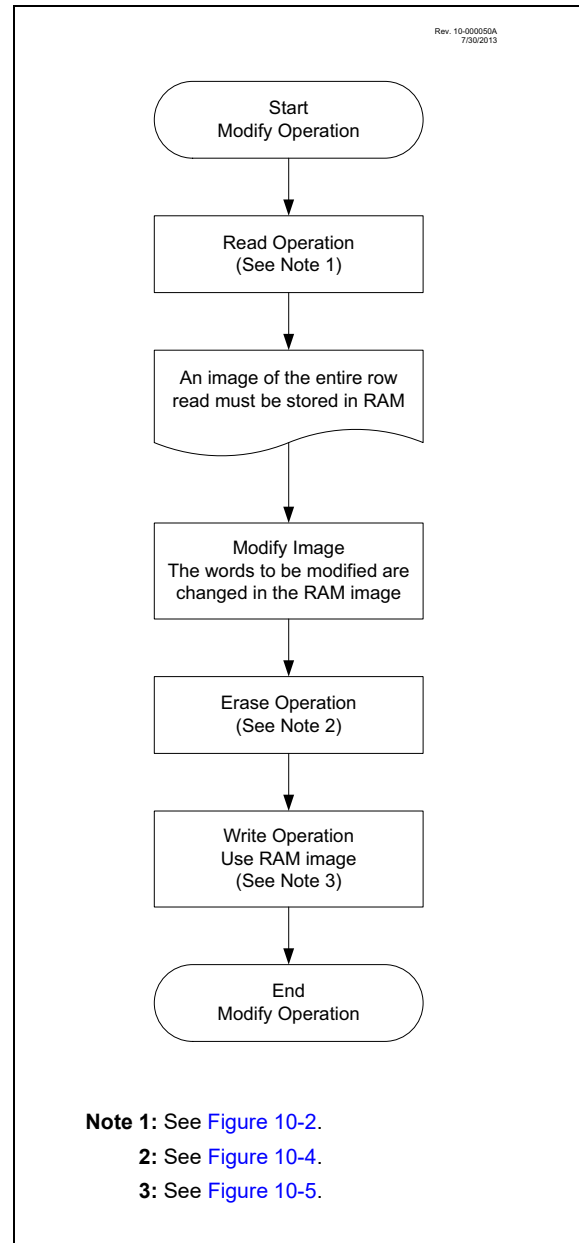 Rev. 10-000050A
7/30/2013
Start
Modify Operation
Read Operation
(See Note 1)
An image of the entire row
read must be stored in RAM
Modify Image
The words to be modified are
changed in the RAM image
Erase Operation
(See Note 2)
Write Operation
Use RAM image
(See Note 3)
End
Modify Operation
Note 1: See Figure 10-2.
2: See Figure 10-4.
3: See Figure 10-5.